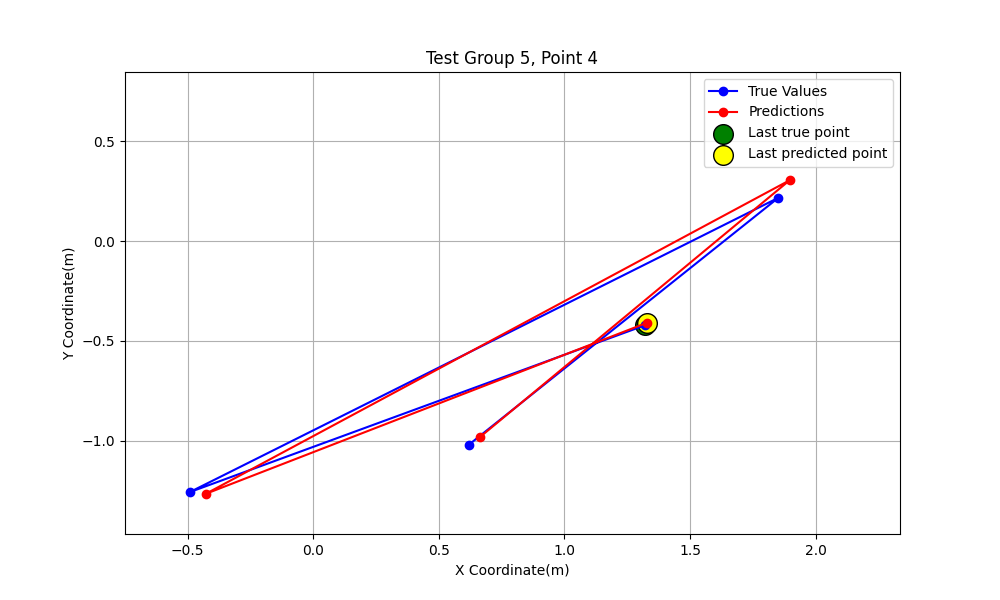 Test Group 5, Point 4
True Values
Predictions
Last true point
Last predicted point
0.5
0.0
−0.5
−1.0
Y Coordinate(m)
−0.5 0.0 0.5 1.0 1.5 2.0
X Coordinate(m)